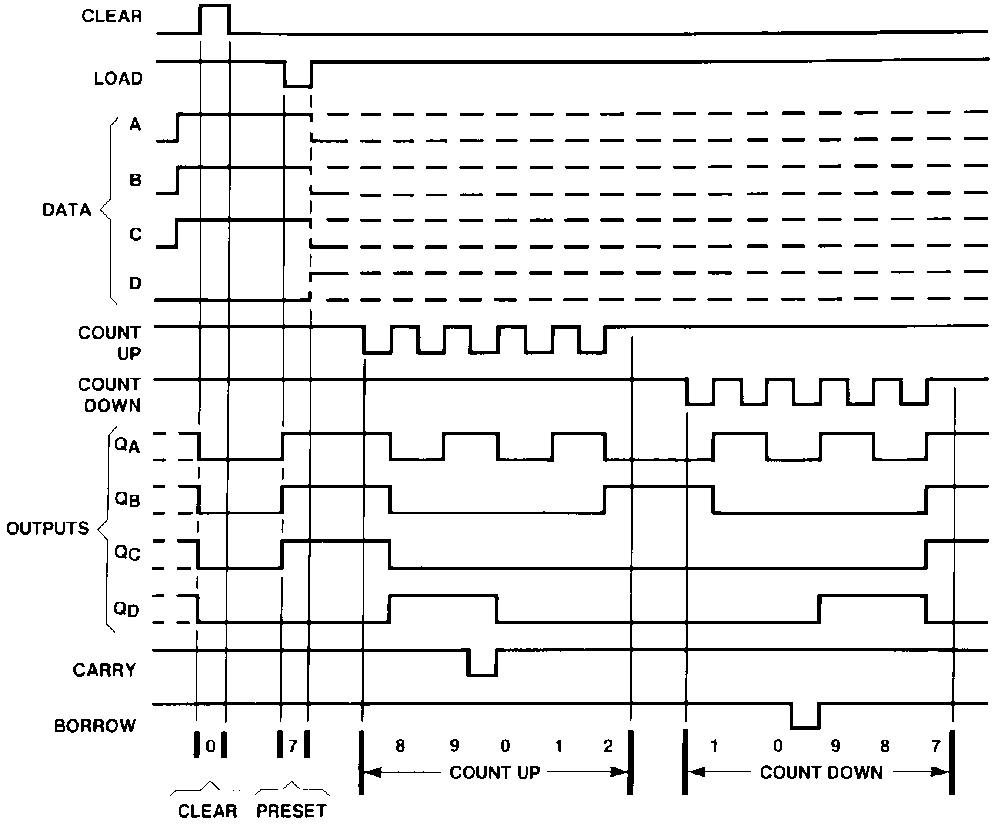 CLEAR
LOAD
A
B
DATA
C
D
COUNT
UP
COUNT
DOWN
QA
QB
OUTPUTS
QC
QD
CARRY
BORROW
0 7 8 9 0 1 2 1 0 9 8 7
COUNT UP COUNT DOWN
CLEAR PRESET